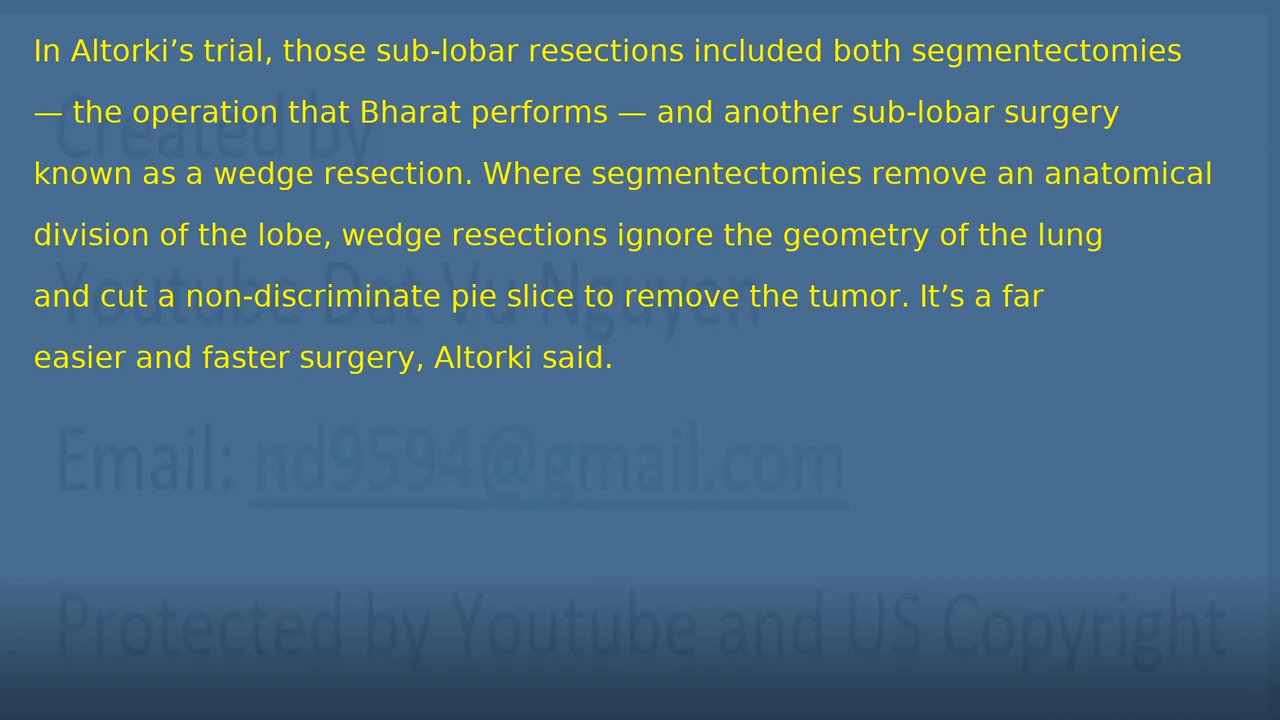 In Altorki’s trial, those sub-lobar resections included both segmentectomies
— the operation that Bharat performs — and another sub-lobar surgery
known as a wedge resection. Where segmentectomies remove an anatomical
division of the lobe, wedge resections ignore the geometry of the lung
and cut a non-discriminate pie slice to remove the tumor. It’s a far
easier and faster surgery, Altorki said.
Created by
Youtube Dat Vu Nguyen
Email: nd9594@gmail.com
Protected by Youtube and US Copyright